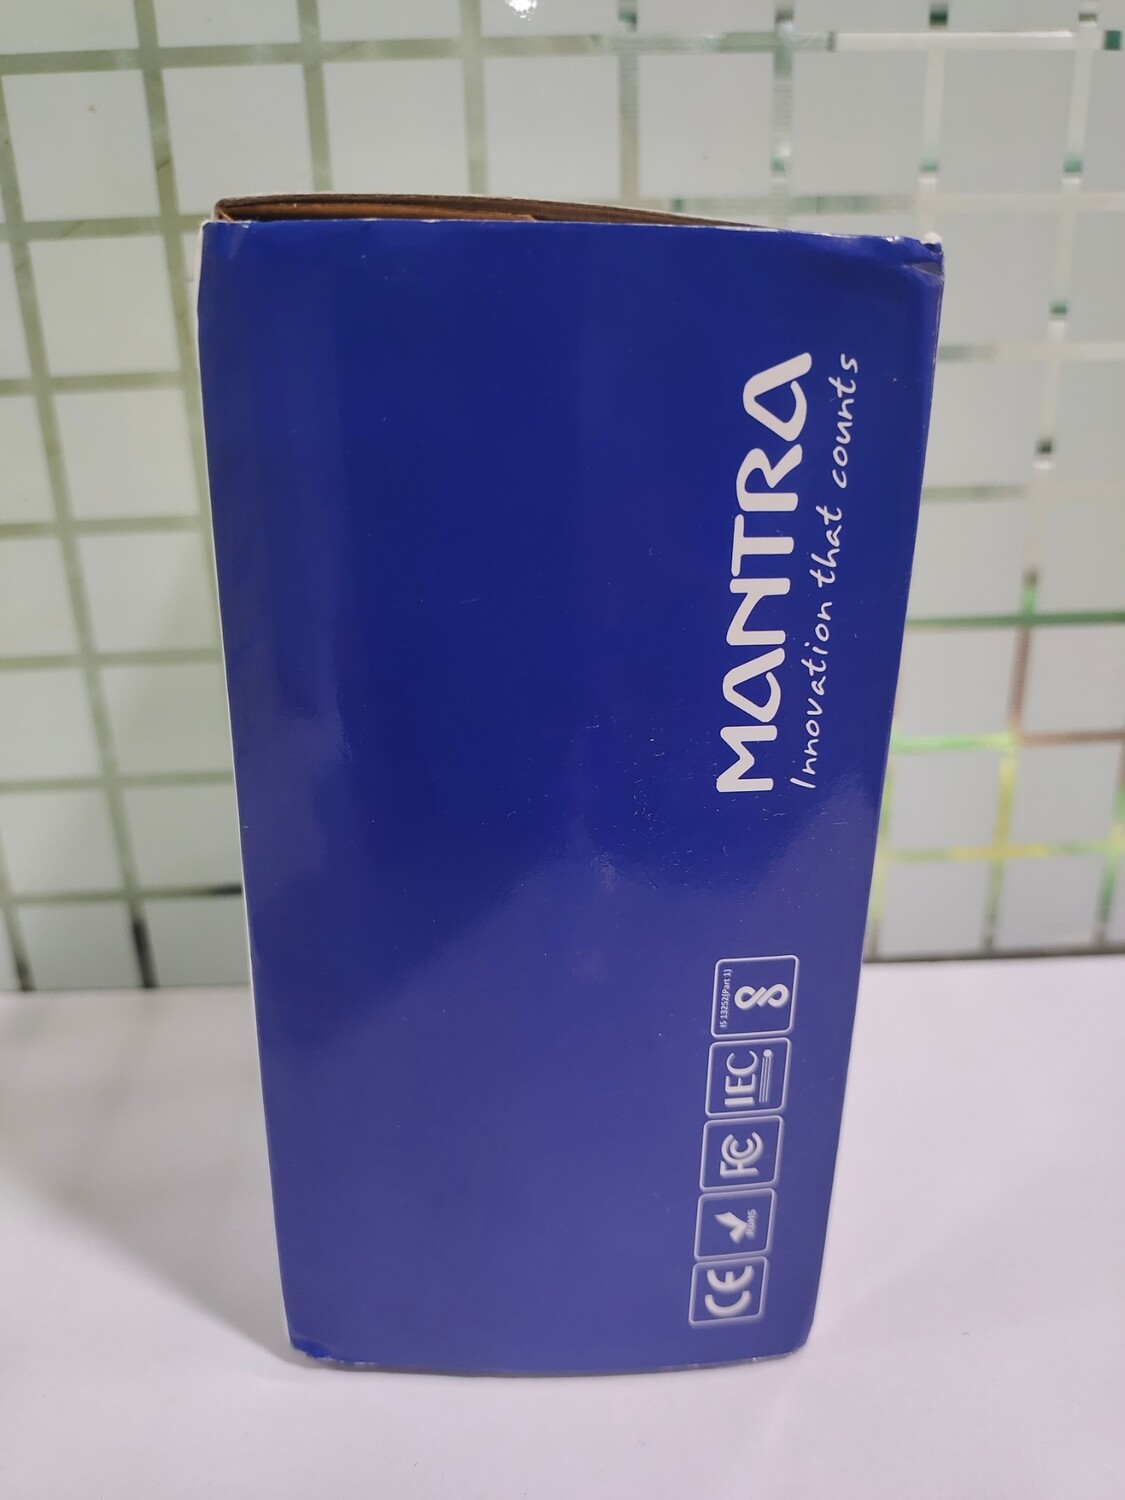 MANTRA
Innovation that counts
CE
RoHS
FC
IEC
IS 13252(Part 1)